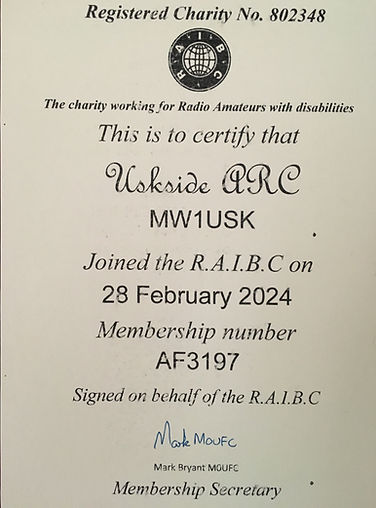 Registered Charity No. 802348
R A I B C
The charity working for Radio Amateurs with disabilities
This is to certify that
Uskside ARC
MW1USK
Joined the R.A.I.B.C on
28 February 2024
Membership number
AF3197
Signed on behalf of the R.A.I.B.C
Mark M0UFC
Mark Bryant M0UFC
Membership Secretary